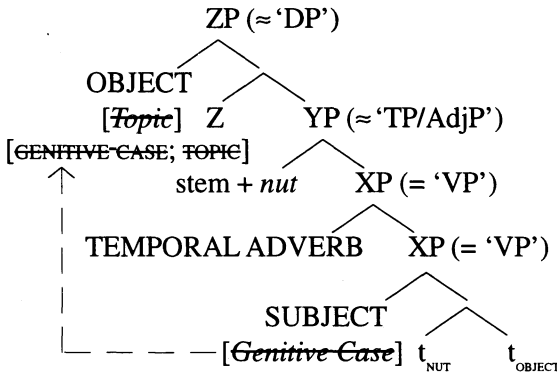 ZP (≈ ‘DP’)
OBJECT
[Topic] Z YP (≈ ‘TP/AdjP’)
[GENITIVE CASE; TOPIC]
stem + nut XP (= ‘VP’)
TEMPORAL ADVERB XP (= ‘VP’)
SUBJECT
[Genitive Case] tNUT tOBJECT